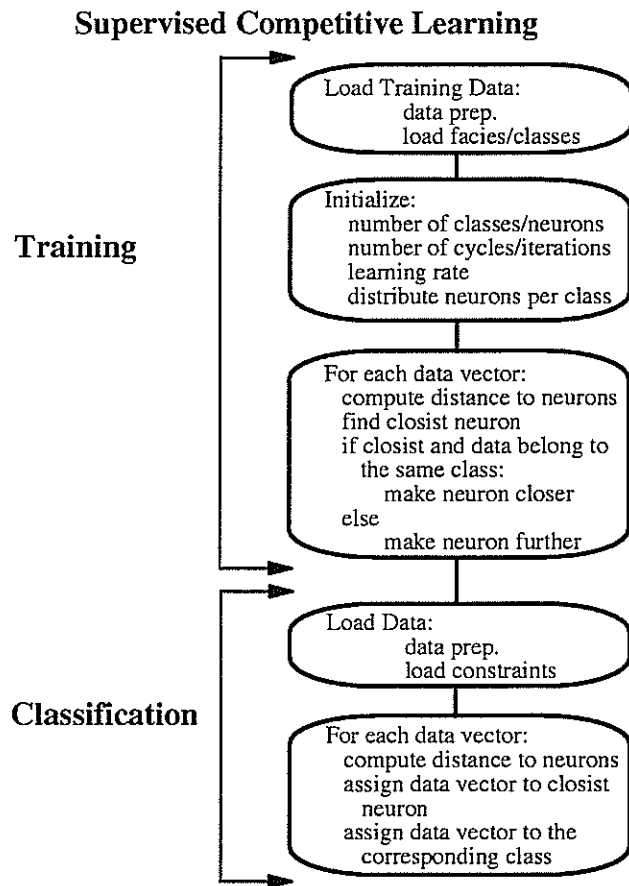 Supervised Competitive Learning
Training
Load Training Data:
data prep.
load facies/classes
Initialize:
number of classes/neurons
number of cycles/iterations
learning rate
distribute neurons per class
For each data vector:
compute distance to neurons
find closist neuron
if closist and data belong to
the same class:
make neuron closer
else
make neuron further
Classification
Load Data:
data prep.
load constraints
For each data vector:
compute distance to neurons
assign data vector to closist
neuron
assign data vector to the
corresponding class